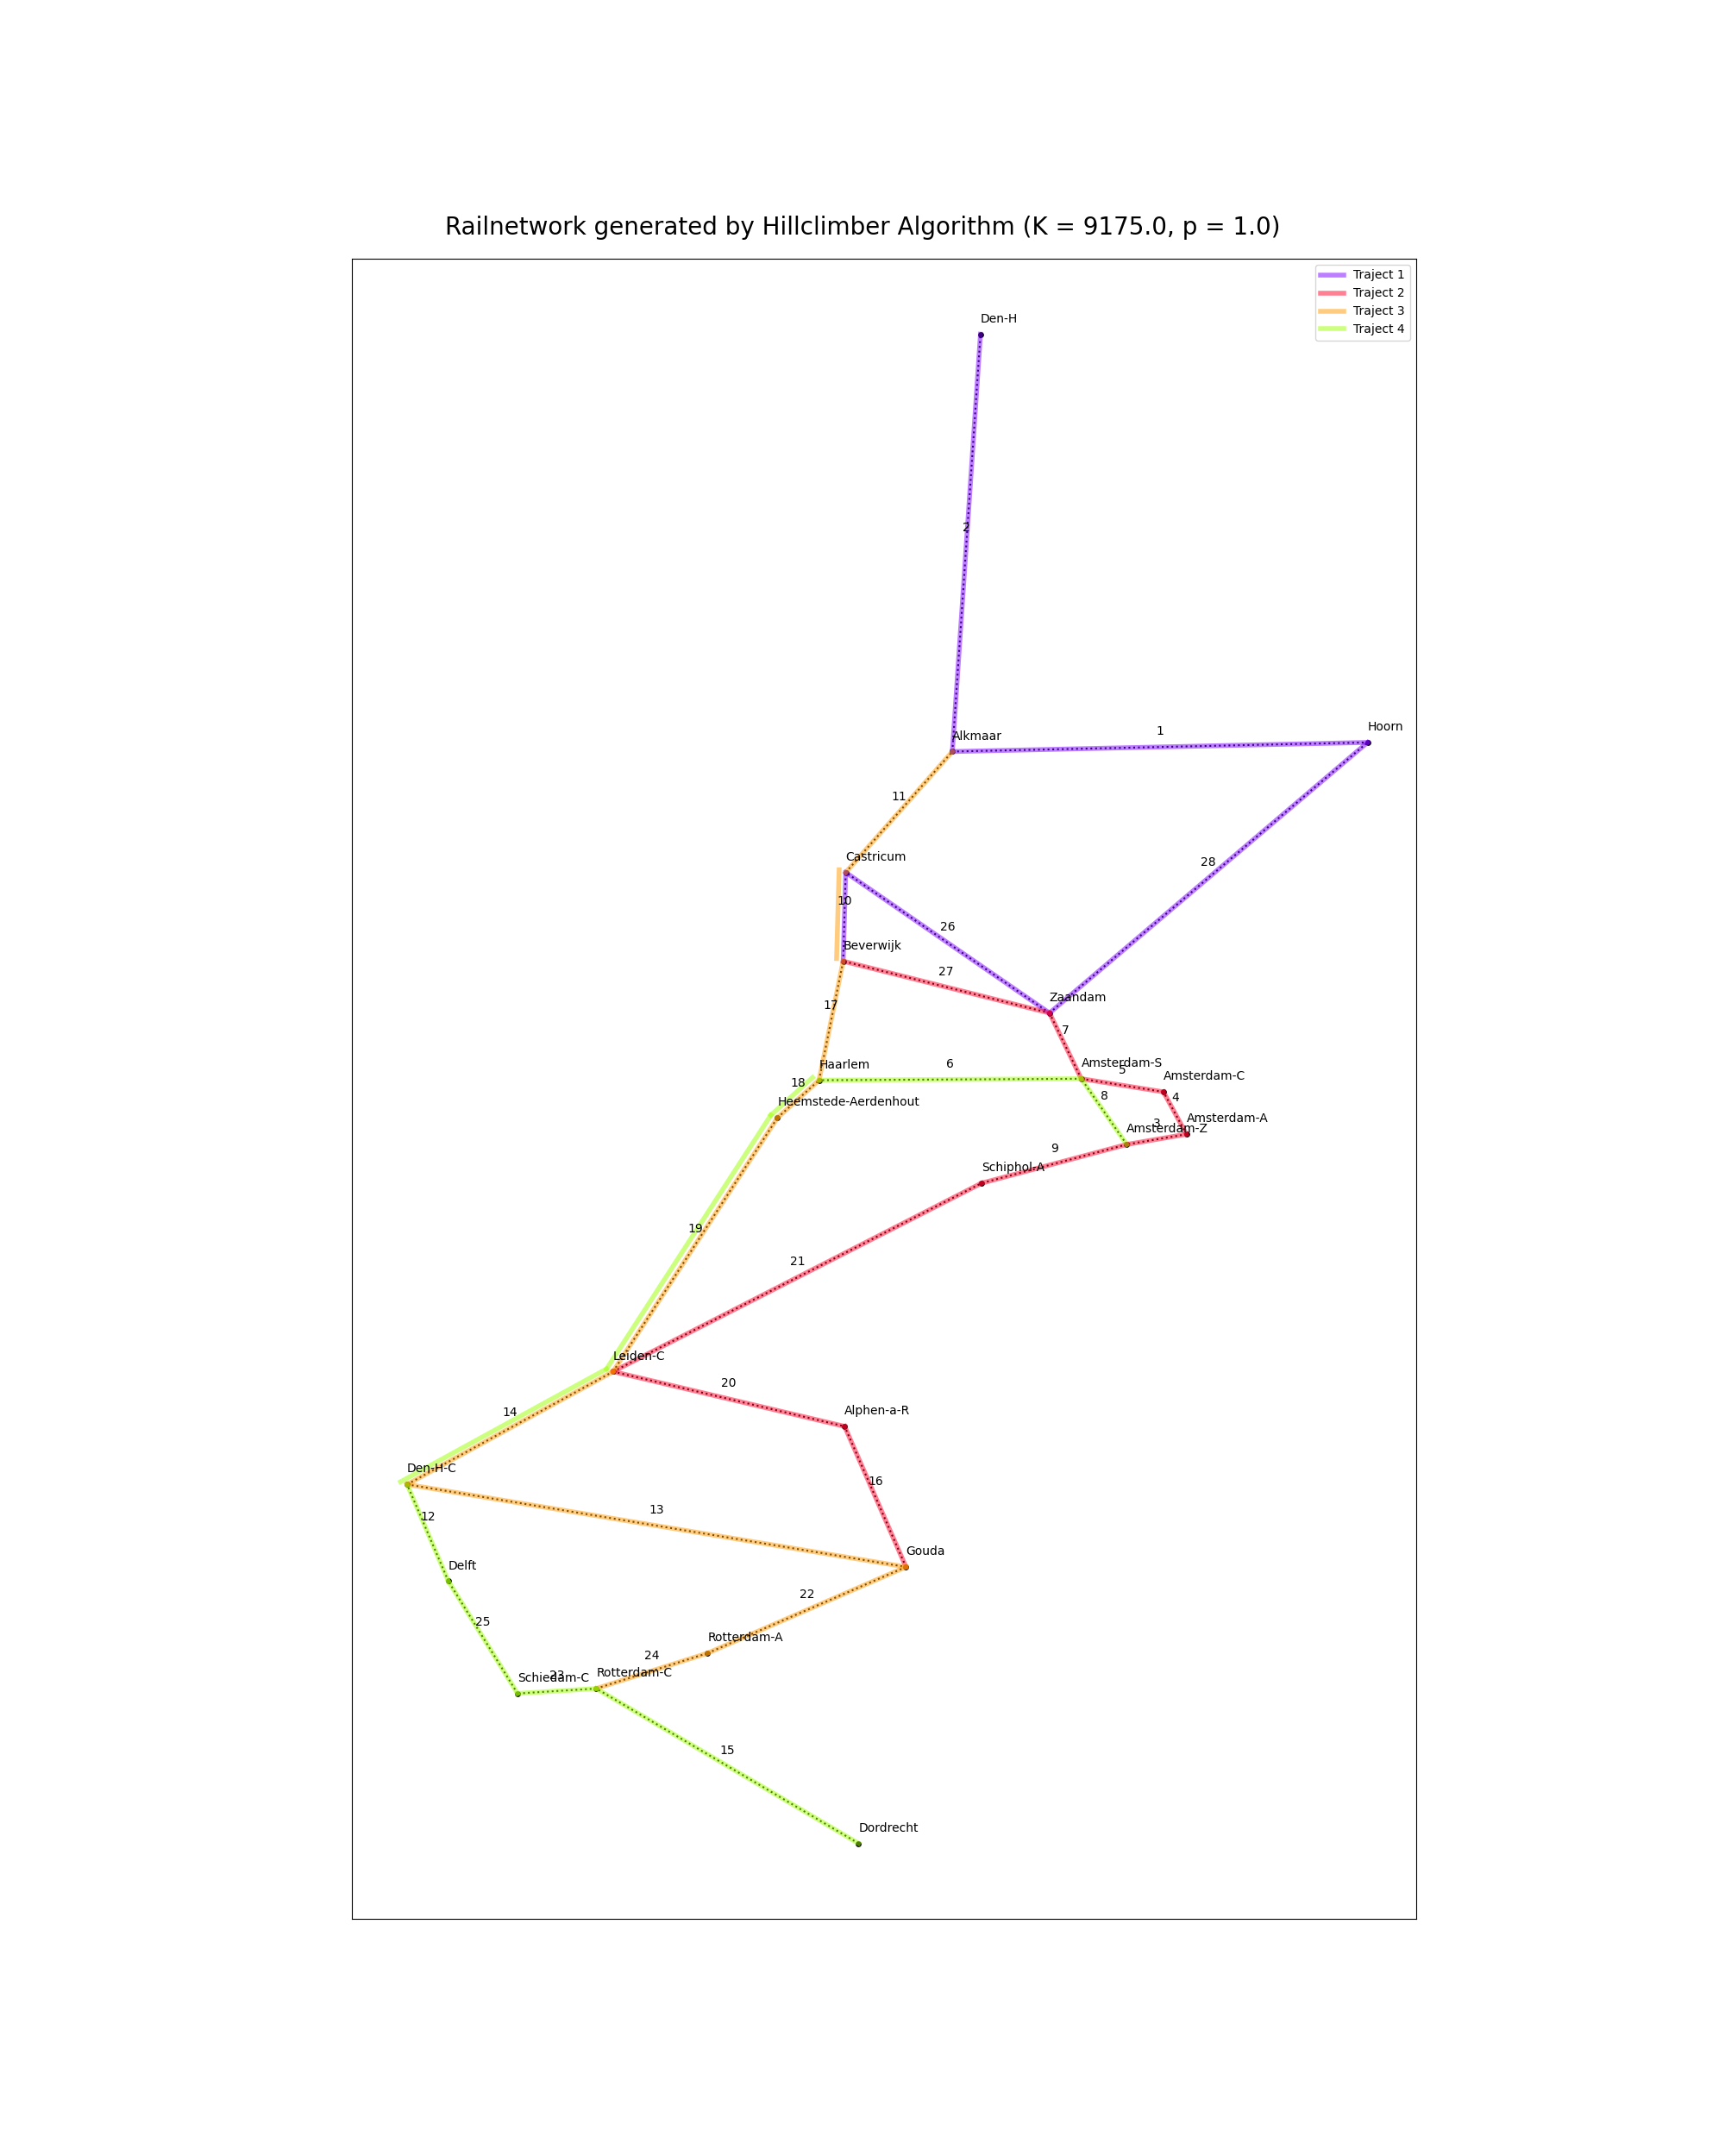 Railnetwork generated by Hillclimber Algorithm (K = 9175.0, p = 1.0)
Traject 1
Traject 2
Traject 3
Traject 4
Den-H
2
Hoorn
1
Alkmaar
11
Castricum
28
10
26
Beverwijk
27
Zaandam
17
7
Haarlem
6
Amsterdam-S
5
Amsterdam-C
18
8
4
Heemstede-Aerdenhout
Amsterdam-A
3
Amsterdam-Z
9
Schiphol-A
19
21
Leiden-C
20
14
Alphen-a-R
Den-H-C
16
13
12
Gouda
Delft
22
25
Rotterdam-A
24
23
Rotterdam-C
Schiedam-C
15
Dordrecht